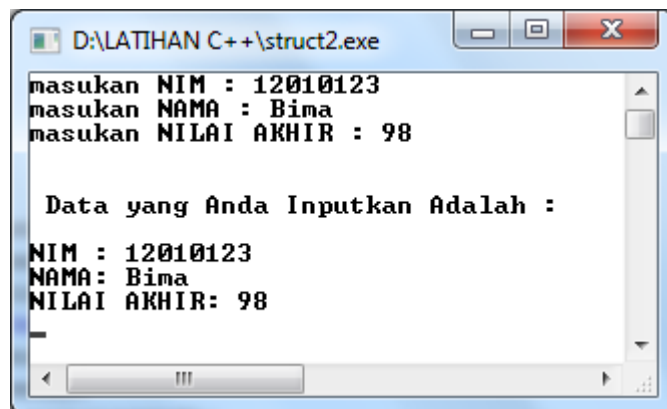 D:\LATIHAN C++\struct2.exe
masukan NIM : 12010123
masukan NAMA : Bima
masukan NILAI AKHIR : 98
Data yang Anda Inputkan Adalah :
NIM : 12010123
NAMA: Bima
NILAI AKHIR: 98